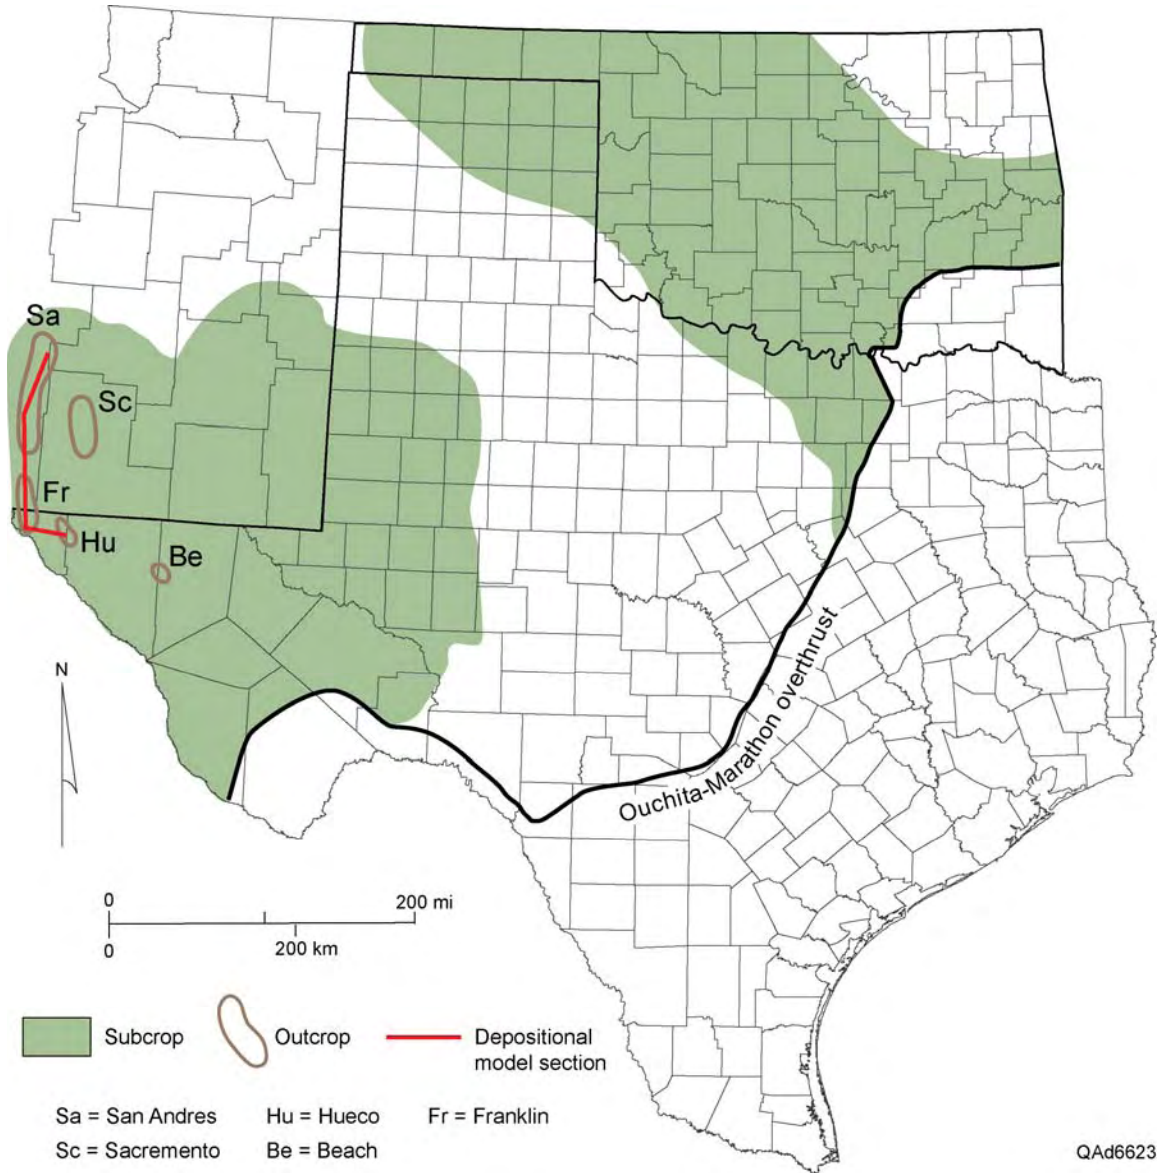 Sa
Sc
Fr
Hu
Be
N
Ouchita-Marathon overthrust
0 200 mi
0 200 km
Subcrop Outcrop Depositional
model section
Sa = San Andres Hu = Hueco Fr = Franklin
Sc = Sacremento Be = Beach
QAd6623